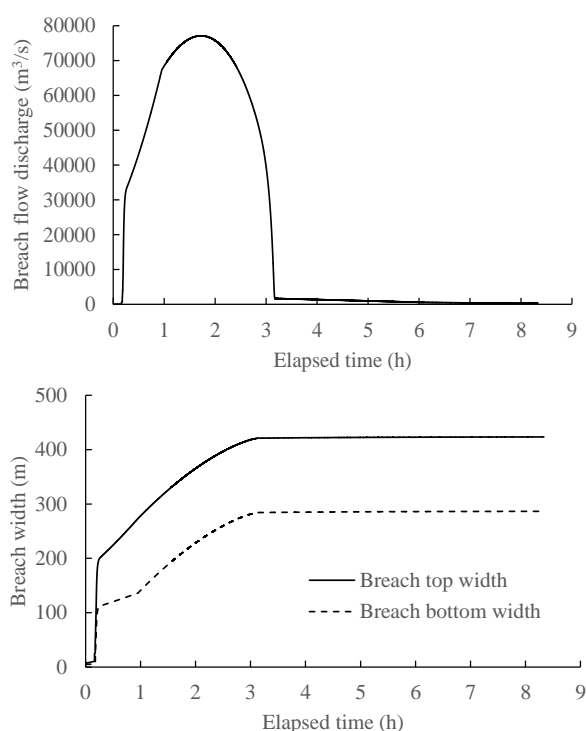 80000
70000
60000
50000
40000
30000
20000
10000
0
Breach flow discharge (m³/s)
0 1 2 3 4 5 6 7 8 9
Elapsed time (h)
500
400
300
200
100
0
Breach width (m)
Breach top width
Breach bottom width
0 1 2 3 4 5 6 7 8 9
Elapsed time (h)